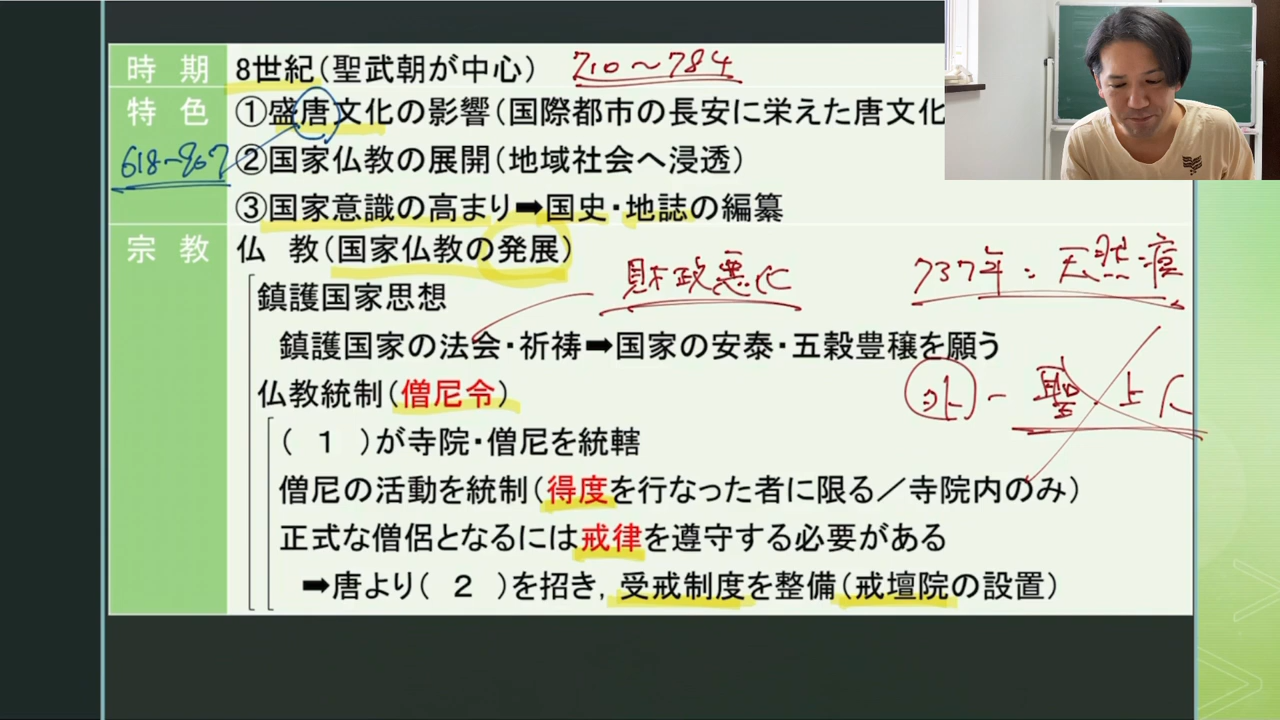 時 期 8世紀(聖武朝が中心) 710〜784
特 色 ①盛唐文化の影響(国際都市の長安に栄えた唐文化
618〜907 ②国家仏教の展開(地域社会へ浸透)
③国家意識の高まり➡国史・地誌の編纂
宗 教 仏 教(国家仏教の発展)
財政悪化 737年:天然痘
鎮護国家思想
鎮護国家の法会・祈祷➡国家の安泰・五穀豊穣を願う
仏教統制(僧尼令)
外 - 聖・上人
( 1 )が寺院・僧尼を統轄
僧尼の活動を統制(得度を行なった者に限る/寺院内のみ)
正式な僧侶となるには戒律を遵守する必要がある
➡唐より( 2 )を招き,受戒制度を整備(戒壇院の設置)